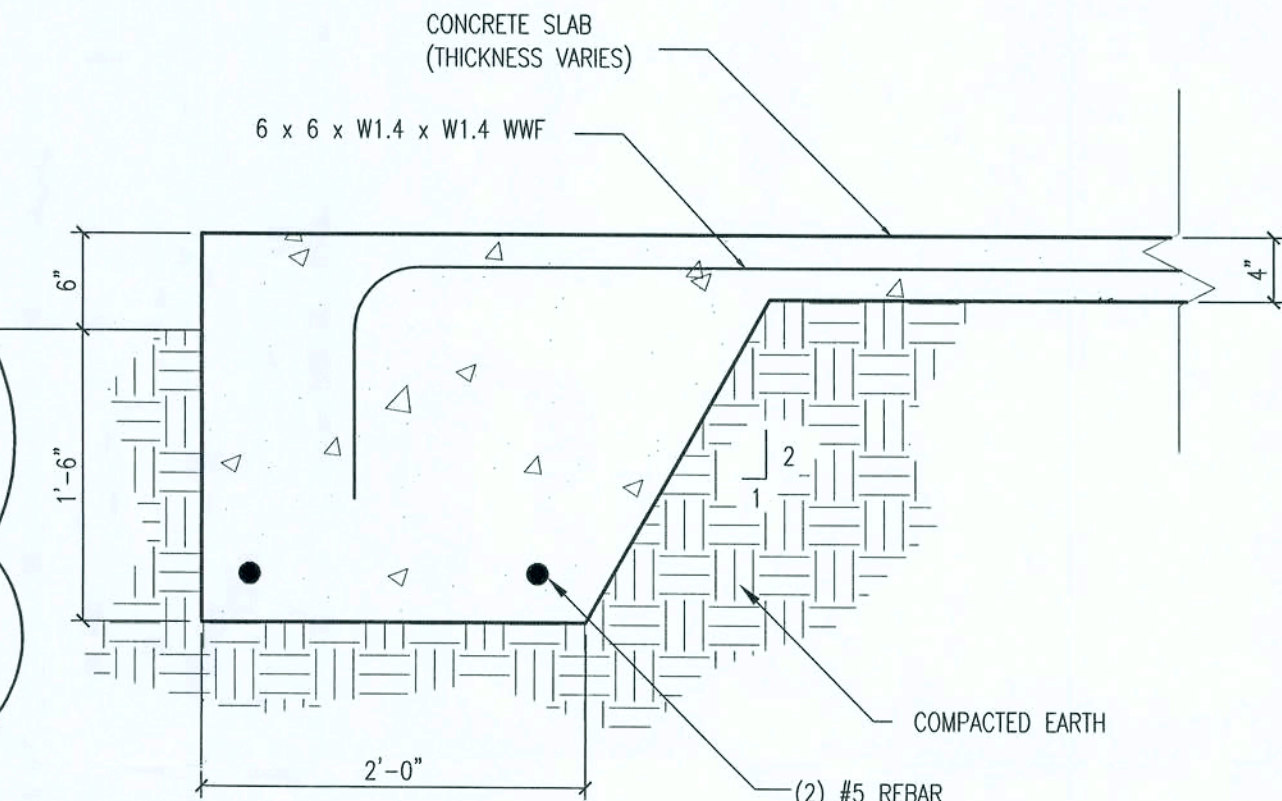 CONCRETE SLAB
(THICKNESS VARIES)
6 x 6 x W1.4 x W1.4 WWF
6"
4"
1'-6"
2
1
COMPACTED EARTH
2'-0"
(2) #5 REBAR